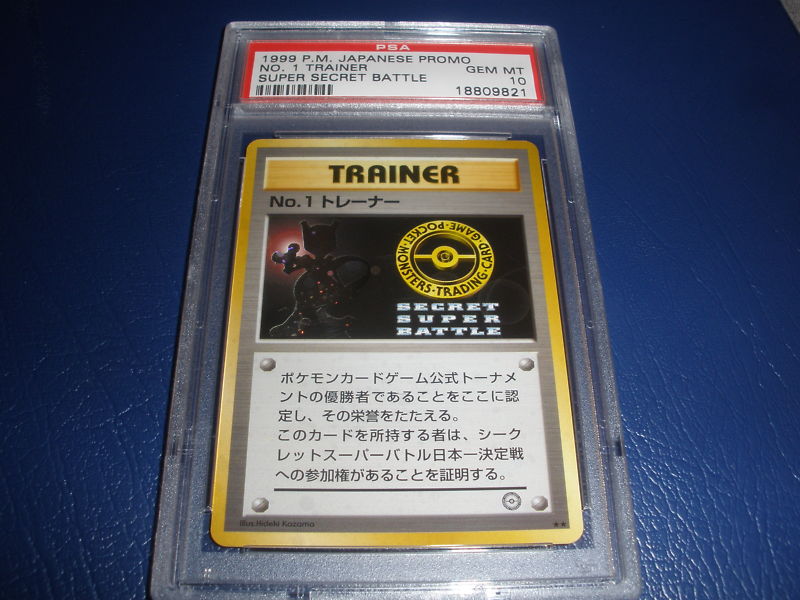 PSA
1999 P.M. JAPANESE PROMO
NO. 1 TRAINER GEM MT
SUPER SECRET BATTLE 10
18809821
TRAINER
No.1 トレーナー
POCKET MONSTERS TRADING CARD GAME
SECRET
SUPER
BATTLE
ポケモンカードゲーム公式トーナメ
ントの優勝者であることをここに認
定し、その栄誉をたたえる。
このカードを所持する者は、シーク
レットスーパーバトル日本一決定戦
への参加権があることを証明する。
Illus.Hideki Kazama
★★